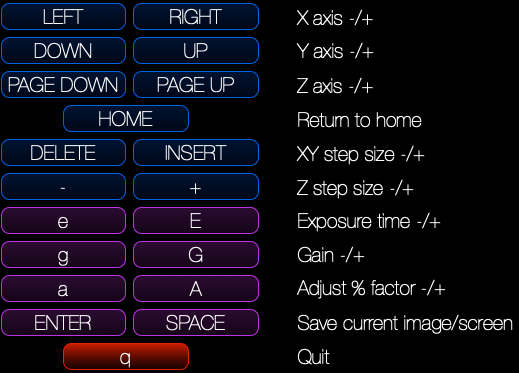 LEFT RIGHT X axis -/+
DOWN UP Y axis -/+
PAGE DOWN PAGE UP Z axis -/+
HOME Return to home
DELETE INSERT XY step size -/+
- + Z step size -/+
e E Exposure time -/+
g G Gain -/+
a A Adjust % factor -/+
ENTER SPACE Save current image/screen
q Quit